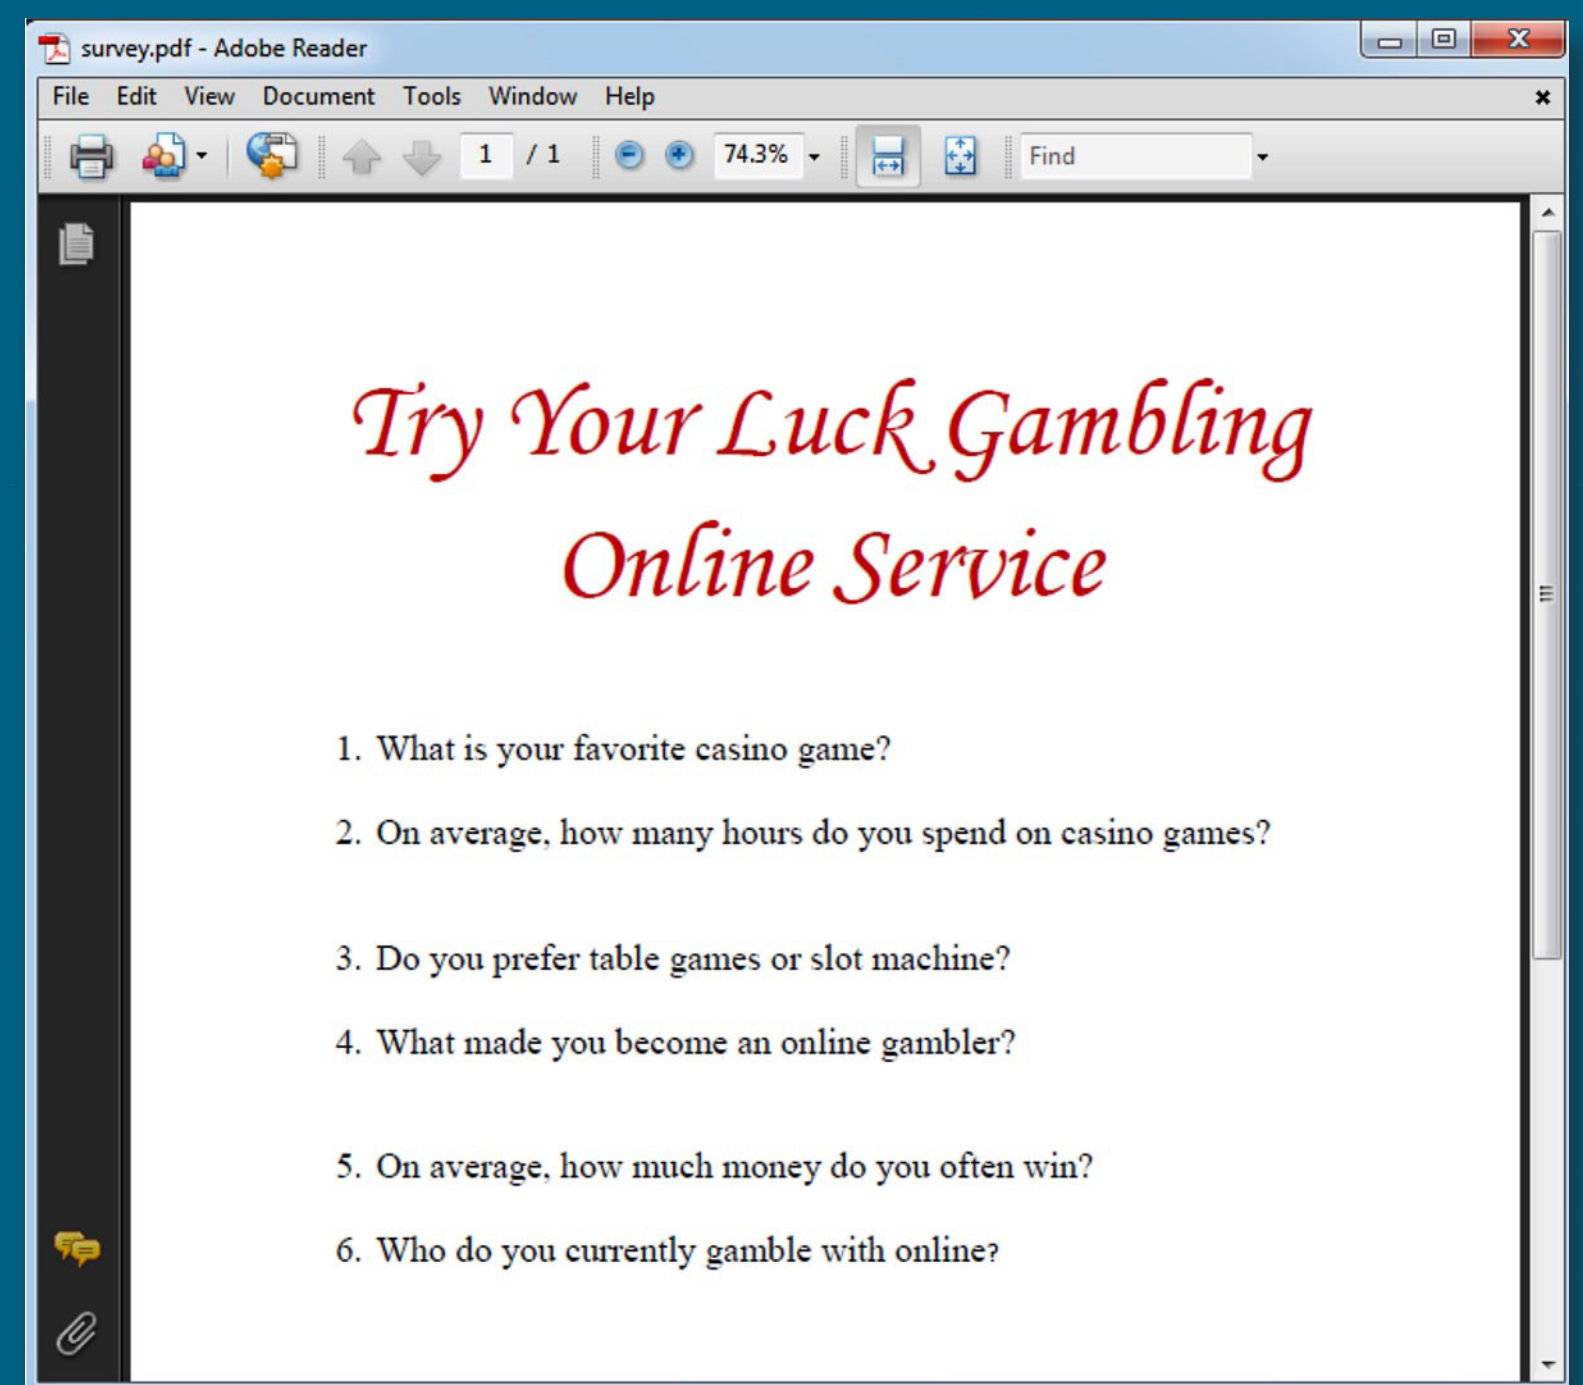 survey.pdf - Adobe Reader
File Edit View Document Tools Window Help
1 / 1 74.3% Find
Try Your Luck Gambling
Online Service
1. What is your favorite casino game?
2. On average, how many hours do you spend on casino games?
3. Do you prefer table games or slot machine?
4. What made you become an online gambler?
5. On average, how much money do you often win?
6. Who do you currently gamble with online?